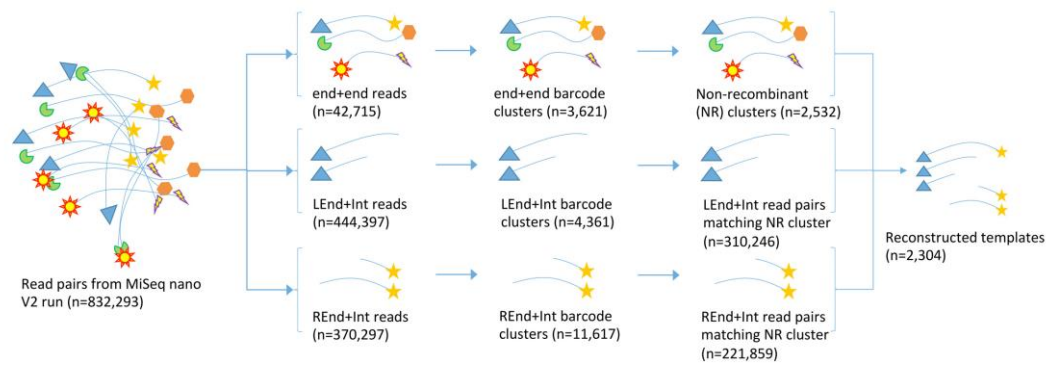 end+end reads
(n=42,715)
end+end barcode
clusters (n=3,621)
Non-recombinant
(NR) clusters (n=2,532)
LEnd+Int reads
(n=444,397)
LEnd+Int barcode
clusters (n=4,361)
LEnd+Int read pairs
matching NR cluster
(n=310,246)
Reconstructed templates
(n=2,304)
Read pairs from MiSeq nano
V2 run (n=832,293)
REnd+Int reads
(n=370,297)
REnd+Int barcode
clusters (n=11,617)
REnd+Int read pairs
matching NR cluster
(n=221,859)